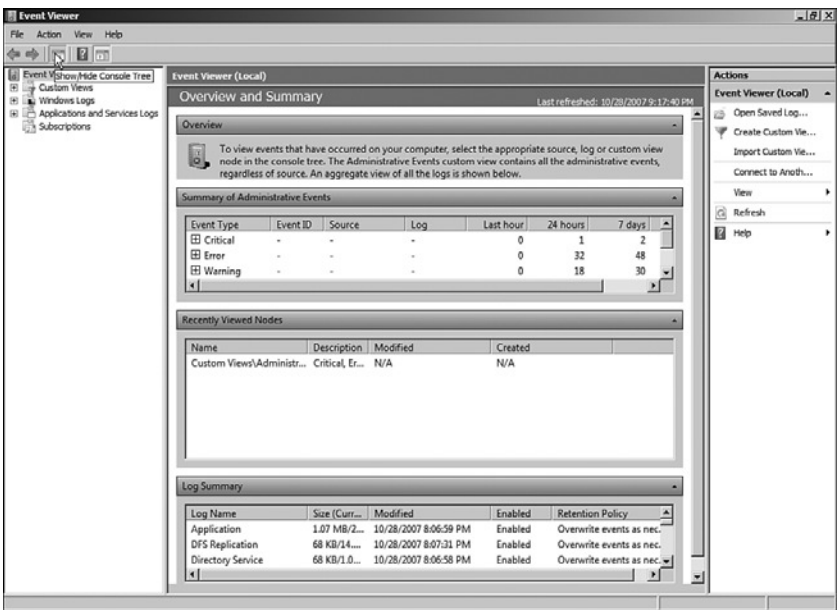 Event Viewer
File Action View Help
Show/Hide Console Tree
Event V
Custom Views
Windows Logs
Applications and Services Logs
Subscriptions
Event Viewer (Local)
Overview and Summary
Last refreshed: 10/28/2007 9:17:40 PM
Overview
To view events that have occurred on your computer, select the appropriate source, log or custom view
node in the console tree. The Administrative Events custom view contains all the administrative events,
regardless of source. An aggregate view of all the logs is shown below.
Summary of Administrative Events
Event Type Event ID Source Log Last hour 24 hours 7 days
Critical - - - 0 1 2
Error - - - 0 32 48
Warning - - - 0 18 30
Recently Viewed Nodes
Name Description Modified Created
Custom Views\Administr... Critical, Er... N/A N/A
Log Summary
Log Name Size (Curr... Modified Enabled Retention Policy
Application 1.07 MB/2... 10/28/2007 8:06:59 PM Enabled Overwrite events as nec.
DFS Replication 68 KB/14.... 10/28/2007 8:07:31 PM Enabled Overwrite events as nec.
Directory Service 68 KB/1.0... 10/28/2007 8:06:58 PM Enabled Overwrite events as nec.
Actions
Event Viewer (Local)
Open Saved Log...
Create Custom Vie...
Import Custom Vie...
Connect to Anoth...
View
Refresh
Help